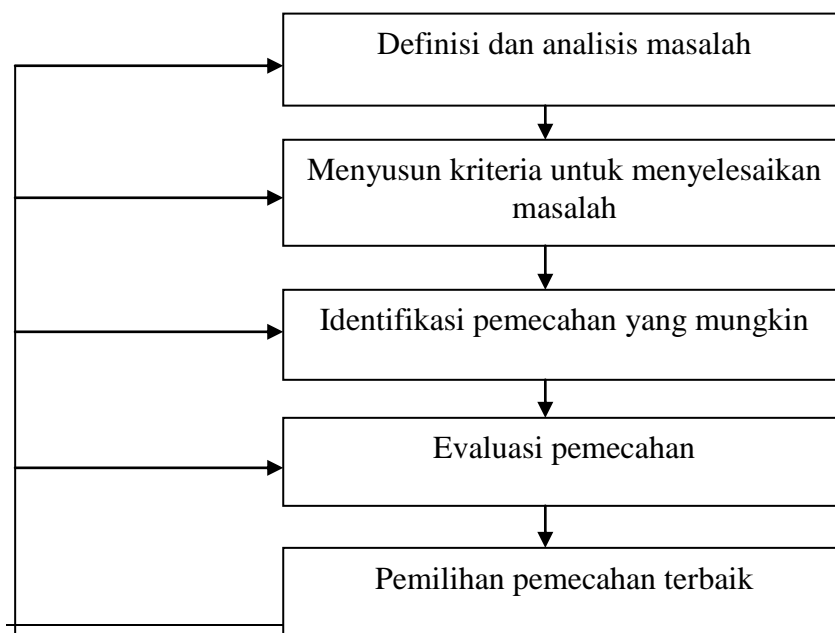 Definisi dan analisis masalah
Menyusun kriteria untuk menyelesaikan
masalah
Identifikasi pemecahan yang mungkin
Evaluasi pemecahan
Pemilihan pemecahan terbaik